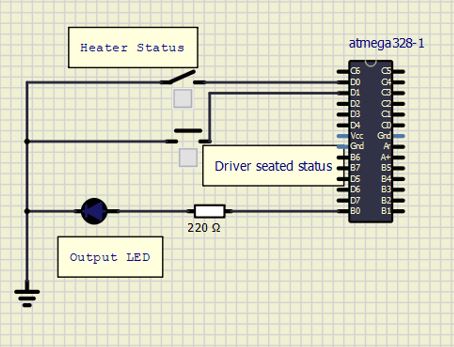 Heater Status
atmega328-1
C6 C5
D0 C4
D1 C3
D2 C2
D3 C1
D4 C0
Vcc Gnd
Gnd Ar
B6 A+
B7 B5
D5 B4
D6 B3
D7 B2
B0 B1
Driver seated status
220 Ω
Output LED